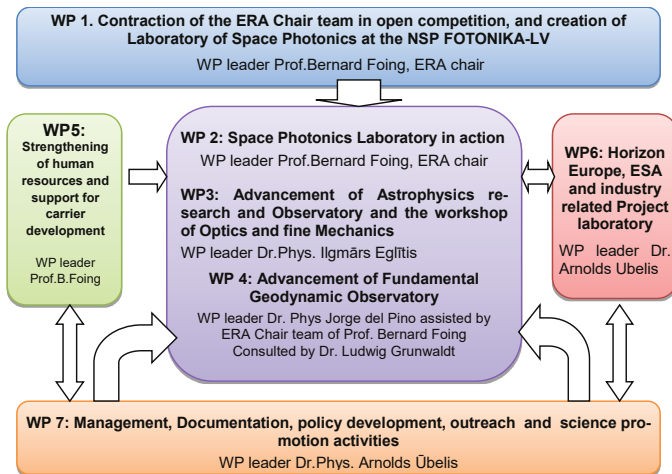 WP 1. Contraction of the ERA Chair team in open competition, and creation of
Laboratory of Space Photonics at the NSP FOTONIKA-LV
WP leader Prof.Bernard Foing, ERA chair
WP5:
Strengthening
of human
resources and
support for
carrier
development
WP leader
Prof.B.Foing
WP 2: Space Photonics Laboratory in action
WP leader Prof.Bernard Foing, ERA chair
WP3: Advancement of Astrophysics re-
search and Observatory and the workshop
of Optics and fine Mechanics
WP leader Dr.Phys. Ilgmārs Eglītis
WP 4: Advancement of Fundamental
Geodynamic Observatory
WP leader Dr. Phys Jorge del Pino assisted by
ERA Chair team of Prof. Bernard Foing
Consulted by Dr. Ludwig Grunwaldt
WP6: Horizon
Europe, ESA
and industry
related Project
laboratory
WP leader Dr.
Arnolds Ubelis
WP 7: Management, Documentation, policy development, outreach and science pro-
motion activities
WP leader Dr.Phys. Arnolds Ūbelis